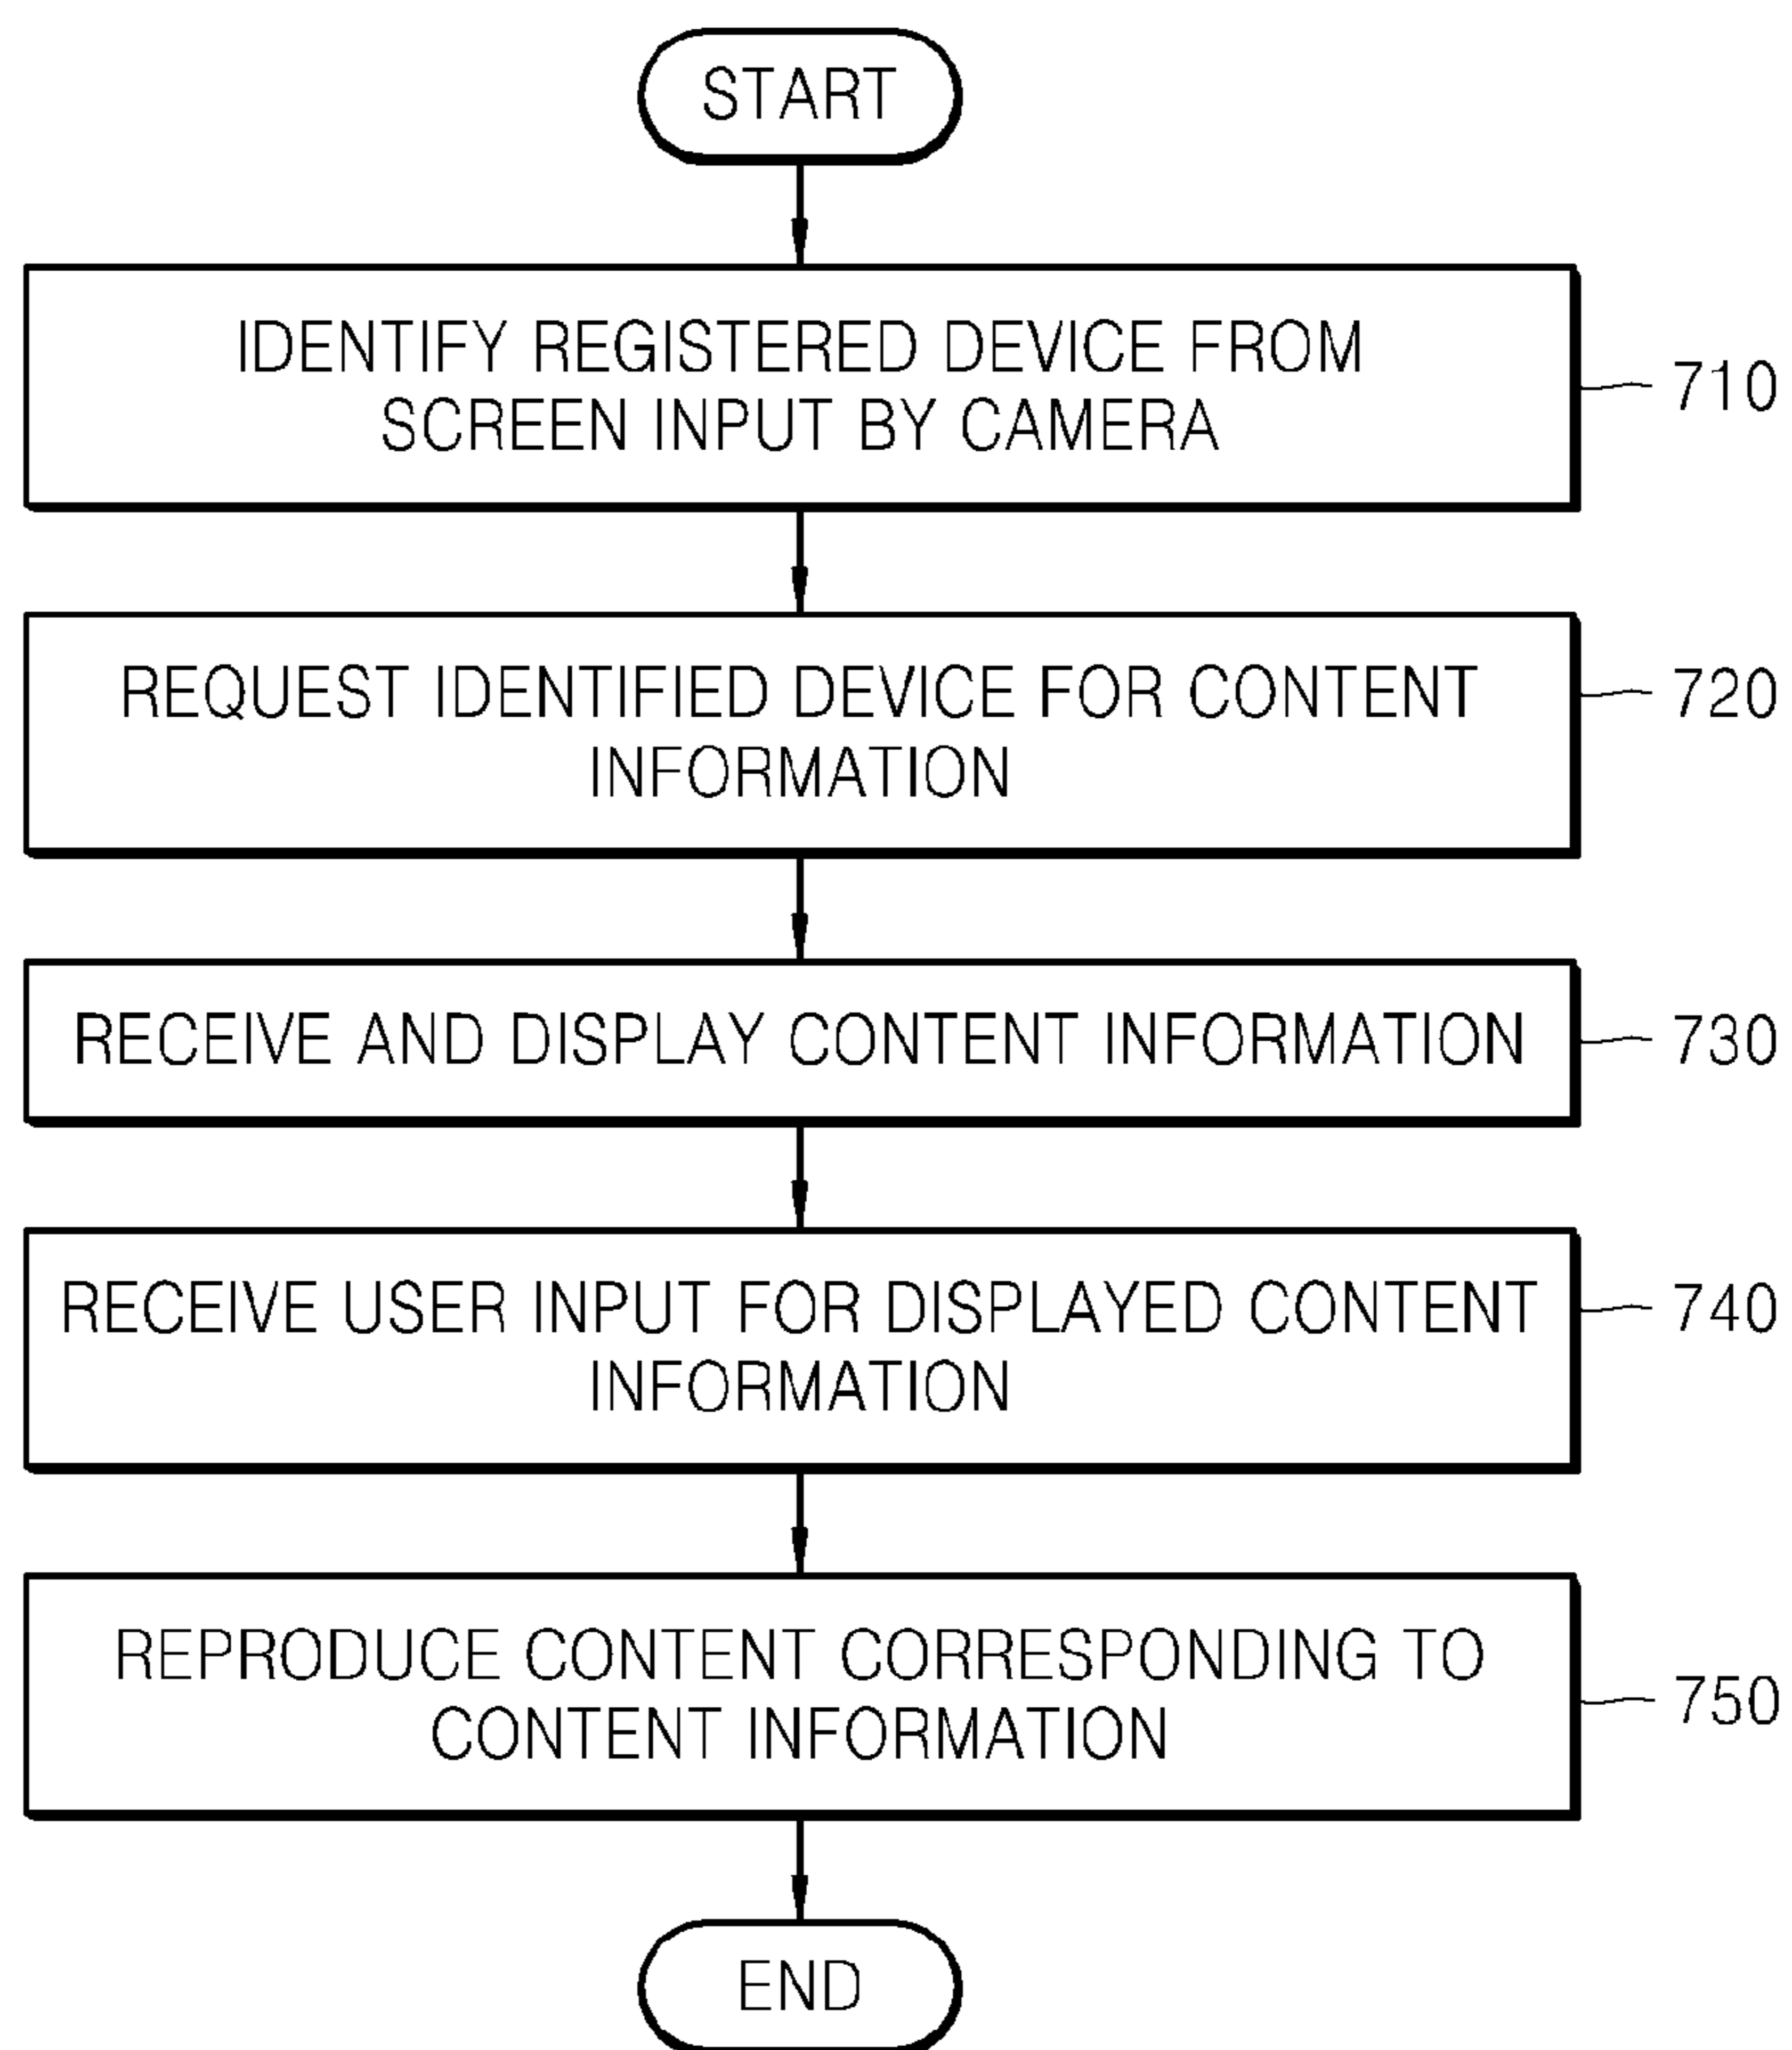 START
IDENTIFY REGISTERED DEVICE FROM
SCREEN INPUT BY CAMERA
710
REQUEST IDENTIFIED DEVICE FOR CONTENT
INFORMATION
720
RECEIVE AND DISPLAY CONTENT INFORMATION
730
RECEIVE USER INPUT FOR DISPLAYED CONTENT
INFORMATION
740
REPRODUCE CONTENT CORRESPONDING TO
CONTENT INFORMATION
750
END